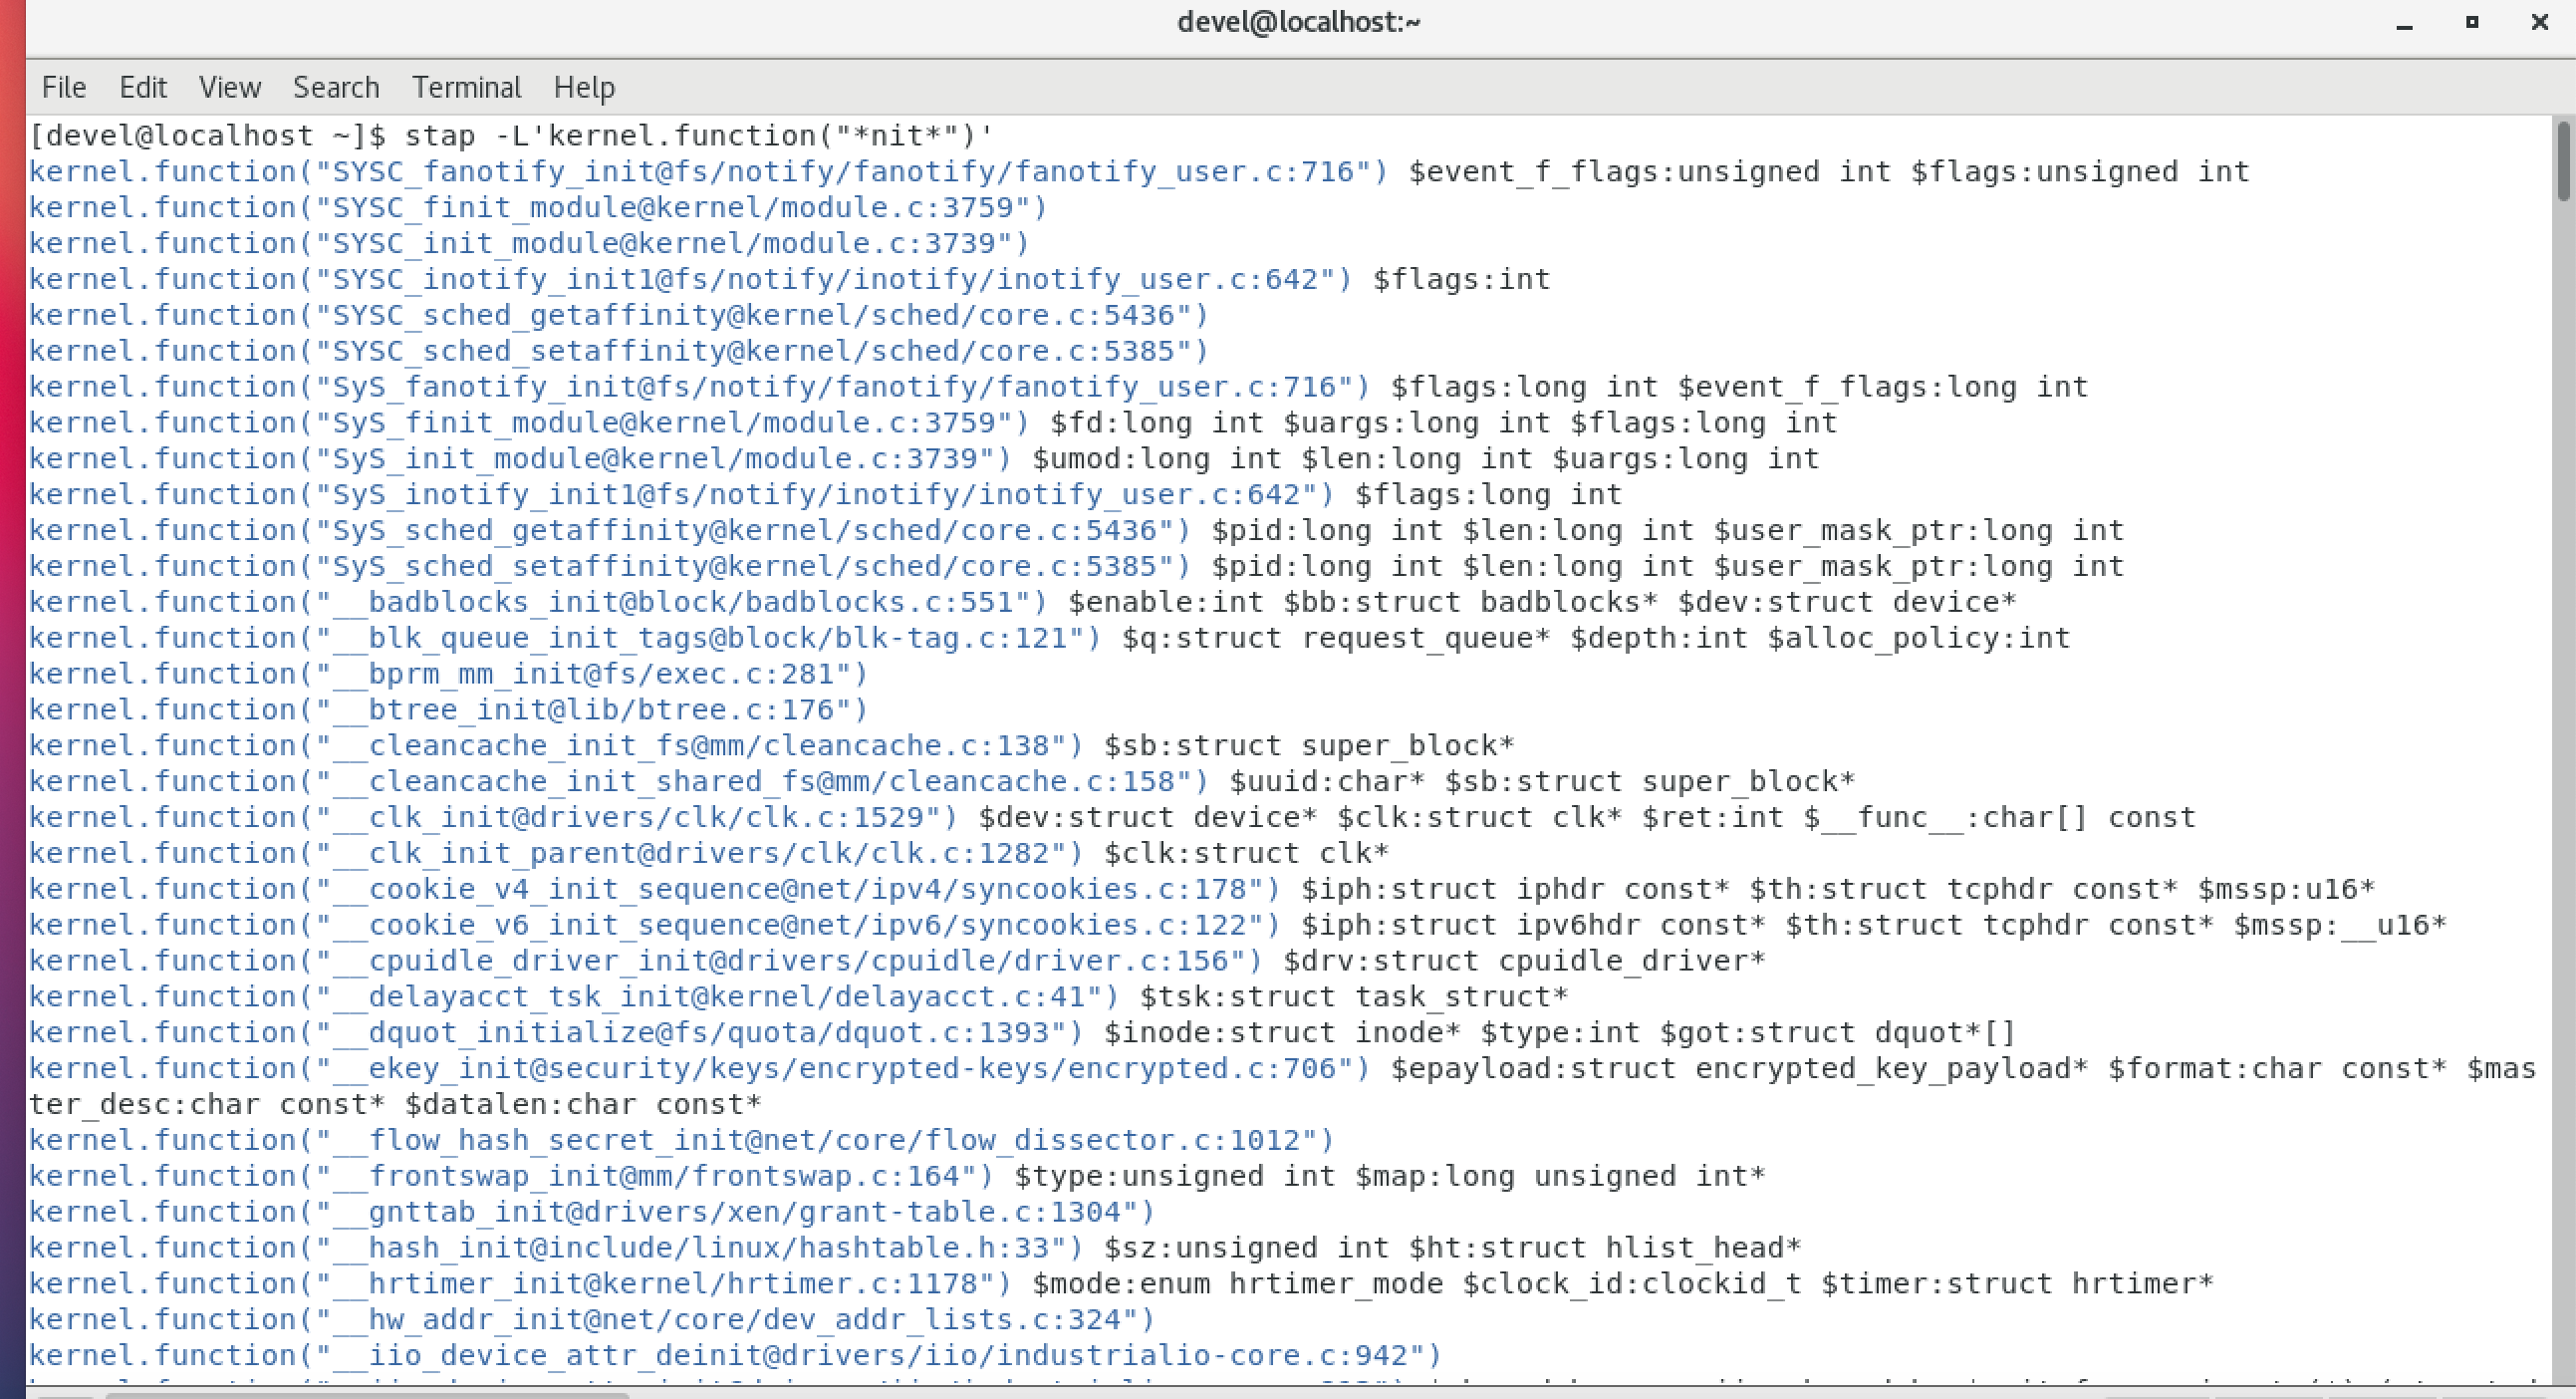 devel@localhost:~
File Edit View Search Terminal Help
[devel@localhost ~]$ stap -L'kernel.function("*nit*")'
kernel.function("SYSC_fanotify_init@fs/notify/fanotify/fanotify_user.c:716") $event_f_flags:unsigned int $flags:unsigned int
kernel.function("SYSC_finit_module@kernel/module.c:3759")
kernel.function("SYSC_init_module@kernel/module.c:3739")
kernel.function("SYSC_inotify_init1@fs/notify/inotify/inotify_user.c:642") $flags:int
kernel.function("SYSC_sched_getaffinity@kernel/sched/core.c:5436")
kernel.function("SYSC_sched_setaffinity@kernel/sched/core.c:5385")
kernel.function("SyS_fanotify_init@fs/notify/fanotify/fanotify_user.c:716") $flags:long int $event_f_flags:long int
kernel.function("SyS_finit_module@kernel/module.c:3759") $fd:long int $uargs:long int $flags:long int
kernel.function("SyS_init_module@kernel/module.c:3739") $umod:long int $len:long int $uargs:long int
kernel.function("SyS_inotify_init1@fs/notify/inotify/inotify_user.c:642") $flags:long int
kernel.function("SyS_sched_getaffinity@kernel/sched/core.c:5436") $pid:long int $len:long int $user_mask_ptr:long int
kernel.function("SyS_sched_setaffinity@kernel/sched/core.c:5385") $pid:long int $len:long int $user_mask_ptr:long int
kernel.function("__badblocks_init@block/badblocks.c:551") $enable:int $bb:struct badblocks* $dev:struct device*
kernel.function("__blk_queue_init_tags@block/blk-tag.c:121") $q:struct request_queue* $depth:int $alloc_policy:int
kernel.function("__bprm_mm_init@fs/exec.c:281")
kernel.function("__btree_init@lib/btree.c:176")
kernel.function("__cleancache_init_fs@mm/cleancache.c:138") $sb:struct super_block*
kernel.function("__cleancache_init_shared_fs@mm/cleancache.c:158") $uuid:char* $sb:struct super_block*
kernel.function("__clk_init@drivers/clk/clk.c:1529") $dev:struct device* $clk:struct clk* $ret:int $__func__:char[] const
kernel.function("__clk_init_parent@drivers/clk/clk.c:1282") $clk:struct clk*
kernel.function("__cookie_v4_init_sequence@net/ipv4/syncookies.c:178") $iph:struct iphdr const* $th:struct tcphdr const* $mssp:u16*
kernel.function("__cookie_v6_init_sequence@net/ipv6/syncookies.c:122") $iph:struct ipv6hdr const* $th:struct tcphdr const* $mssp:__u16*
kernel.function("__cpuidle_driver_init@drivers/cpuidle/driver.c:156") $drv:struct cpuidle_driver*
kernel.function("__delayacct_tsk_init@kernel/delayacct.c:41") $tsk:struct task_struct*
kernel.function("__dquot_initialize@fs/quota/dquot.c:1393") $inode:struct inode* $type:int $got:struct dquot*[]
kernel.function("__ekey_init@security/keys/encrypted-keys/encrypted.c:706") $epayload:struct encrypted_key_payload* $format:char const* $mas
ter_desc:char const* $datalen:char const*
kernel.function("__flow_hash_secret_init@net/core/flow_dissector.c:1012")
kernel.function("__frontswap_init@mm/frontswap.c:164") $type:unsigned int $map:long unsigned int*
kernel.function("__gnttab_init@drivers/xen/grant-table.c:1304")
kernel.function("__hash_init@include/linux/hashtable.h:33") $sz:unsigned int $ht:struct hlist_head*
kernel.function("__hrtimer_init@kernel/hrtimer.c:1178") $mode:enum hrtimer_mode $clock_id:clockid_t $timer:struct hrtimer*
kernel.function("__hw_addr_init@net/core/dev_addr_lists.c:324")
kernel.function("__iio_device_attr_deinit@drivers/iio/industrialio-core.c:942")